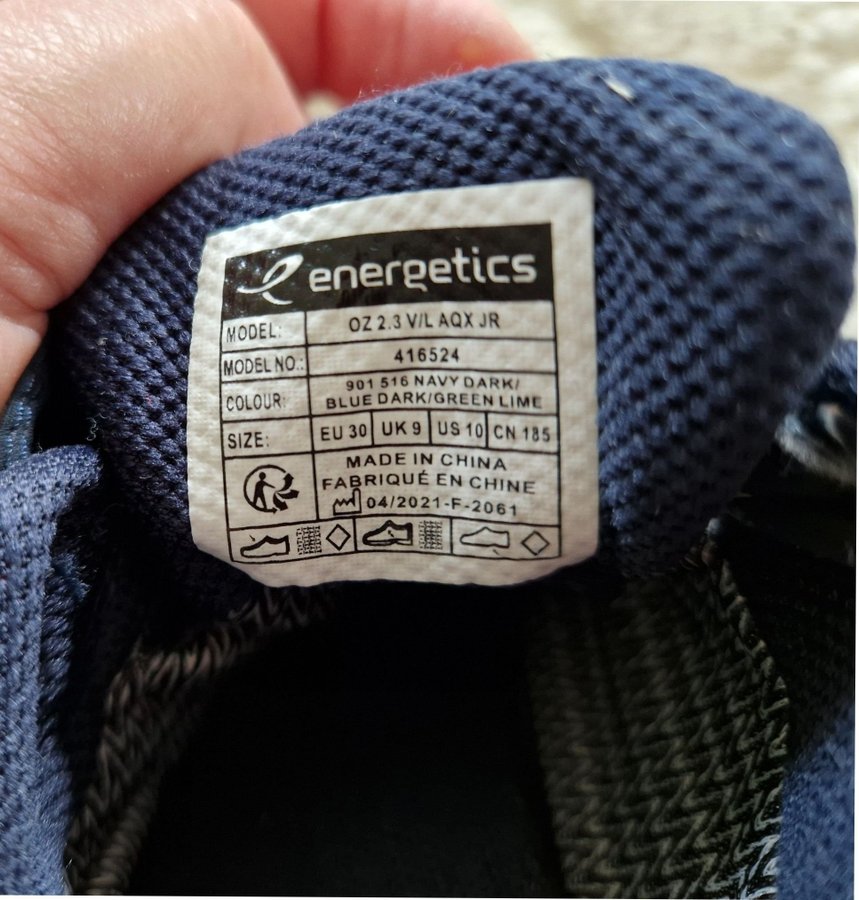 energetics
MODEL: OZ 2.3 V/L AQX JR
MODEL NO.: 416524
COLOUR: 901 516 NAVY DARK/
BLUE DARK/GREEN LIME
SIZE: EU 30 UK 9 US 10 CN 185
MADE IN CHINA
FABRIQUÉ EN CHINE
04/2021-F-2061